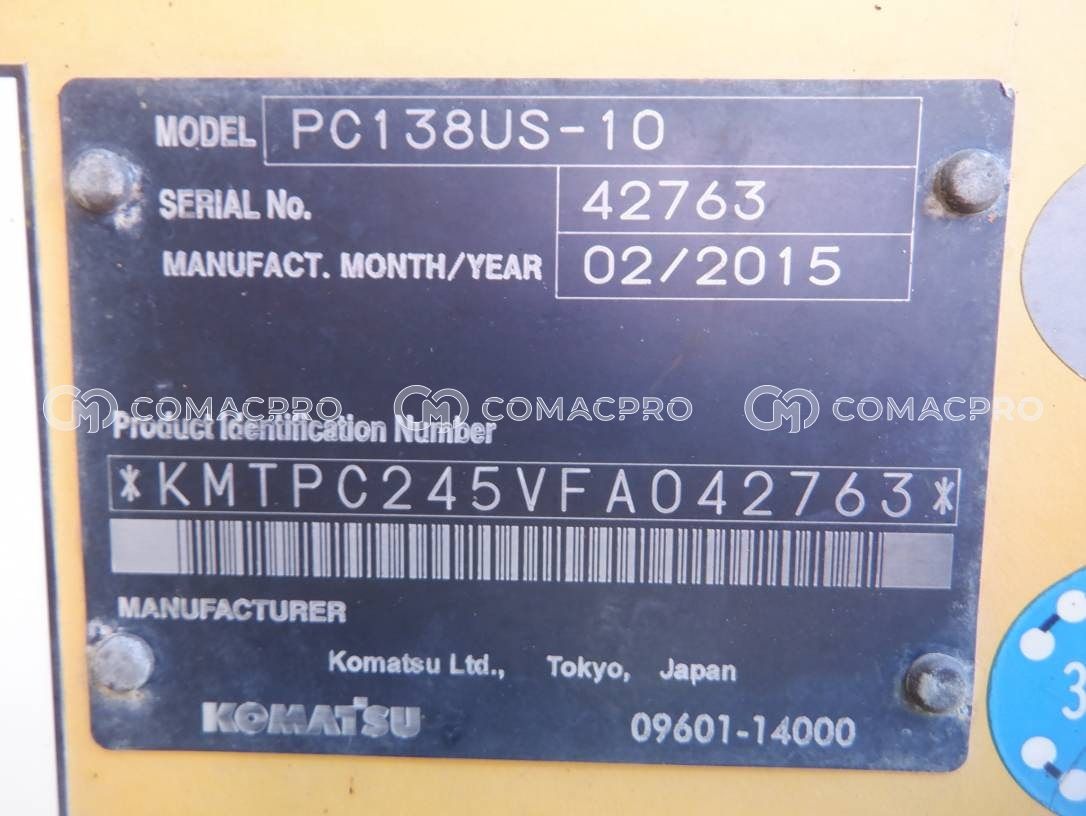 MODEL PC138US-10
SERIAL No. 42763
MANUFACT. MONTH/YEAR 02/2015
COMACPRO COMACPRO COMACPRO
Product Identification Number
*KMTPC245VFA042763*
MANUFACTURER
Komatsu Ltd., Tokyo, Japan
KOMATSU 09601-14000
3